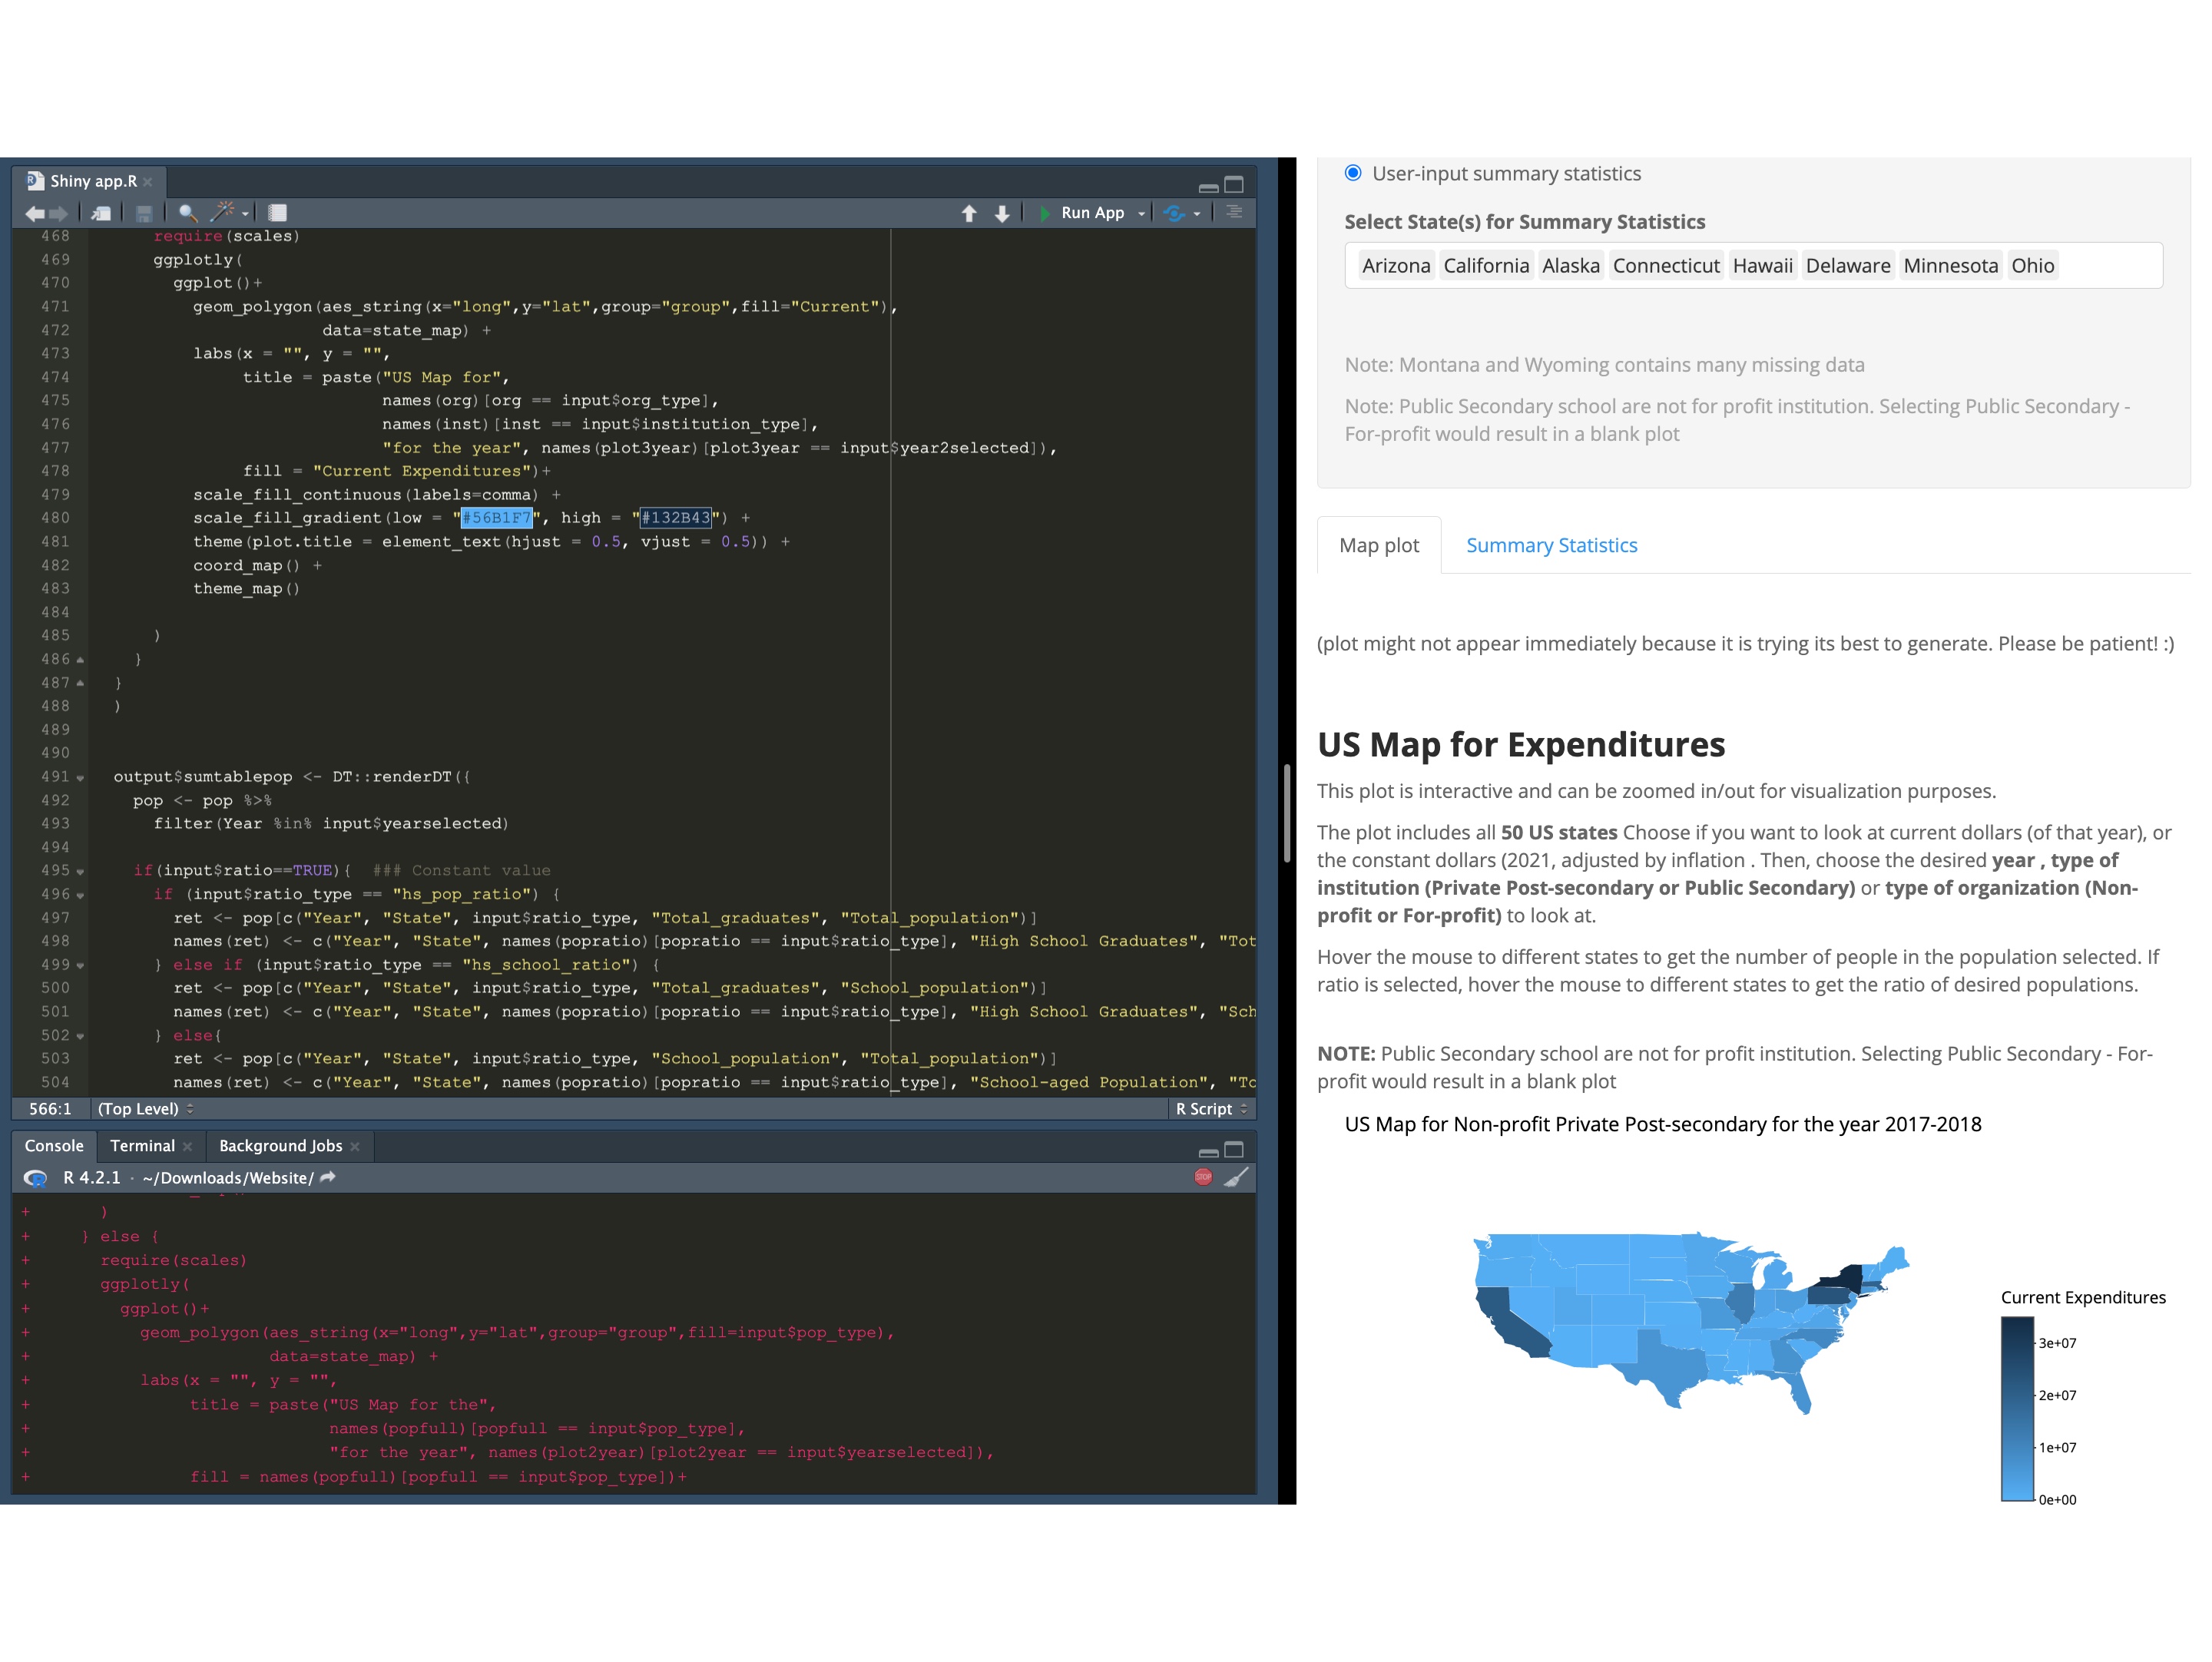 Shiny app.R
Run App
468 require(scales)
469 ggplotly(
470 ggplot()+
471 geom_polygon(aes_string(x="long",y="lat",group="group",fill="Current"),
472 data=state_map) +
473 labs(x = "", y = "",
474 title = paste("US Map for",
475 names(org)[org == input$org_type],
476 names(inst)[inst == input$institution_type],
477 "for the year", names(plot3year)[plot3year == input$year2selected]),
478 fill = "Current Expenditures")+
479 scale_fill_continuous(labels=comma) +
480 scale_fill_gradient(low = "#56B1F7", high = "#132B43") +
481 theme(plot.title = element_text(hjust = 0.5, vjust = 0.5)) +
482 coord_map() +
483 theme_map()
484
485 )
486 }
487 }
488 )
489
490
491 output$sumtablepop <- DT::renderDT({
492 pop <- pop %>%
493 filter(Year %in% input$yearselected)
494
495 if(input$ratio==TRUE){  ### Constant value
496 if (input$ratio_type == "hs_pop_ratio") {
497 ret <- pop[c("Year", "State", input$ratio_type, "Total_graduates", "Total_population")]
498 names(ret) <- c("Year", "State", names(popratio)[popratio == input$ratio_type], "High School Graduates", "Tot
499 } else if (input$ratio_type == "hs_school_ratio") {
500 ret <- pop[c("Year", "State", input$ratio_type, "Total_graduates", "School_population")]
501 names(ret) <- c("Year", "State", names(popratio)[popratio == input$ratio_type], "High School Graduates", "Sch
502 } else{
503 ret <- pop[c("Year", "State", input$ratio_type, "School_population", "Total_population")]
504 names(ret) <- c("Year", "State", names(popratio)[popratio == input$ratio_type], "School-aged Population", "To
566:1 (Top Level) R Script
Console Terminal Background Jobs
R 4.2.1 · ~/Downloads/Website/
STOP
+ )
+ } else {
+ require(scales)
+ ggplotly(
+ ggplot()+
+ geom_polygon(aes_string(x="long",y="lat",group="group",fill=input$pop_type),
+ data=state_map) +
+ labs(x = "", y = "",
+ title = paste("US Map for the",
+ names(popfull)[popfull == input$pop_type],
+ "for the year", names(plot2year)[plot2year == input$yearselected]),
+ fill = names(popfull)[popfull == input$pop_type])+
User-input summary statistics
Select State(s) for Summary Statistics
Arizona California Alaska Connecticut Hawaii Delaware Minnesota Ohio
Note: Montana and Wyoming contains many missing data
Note: Public Secondary school are not for profit institution. Selecting Public Secondary -
For-profit would result in a blank plot
Map plot Summary Statistics
(plot might not appear immediately because it is trying its best to generate. Please be patient! :)
US Map for Expenditures
This plot is interactive and can be zoomed in/out for visualization purposes.
The plot includes all 50 US states Choose if you want to look at current dollars (of that year), or
the constant dollars (2021, adjusted by inflation . Then, choose the desired year , type of
institution (Private Post-secondary or Public Secondary) or type of organization (Non-
profit or For-profit) to look at.
Hover the mouse to different states to get the number of people in the population selected. If
ratio is selected, hover the mouse to different states to get the ratio of desired populations.
NOTE: Public Secondary school are not for profit institution. Selecting Public Secondary - For-
profit would result in a blank plot
US Map for Non-profit Private Post-secondary for the year 2017-2018
Current Expenditures
3e+07
2e+07
1e+07
0e+00